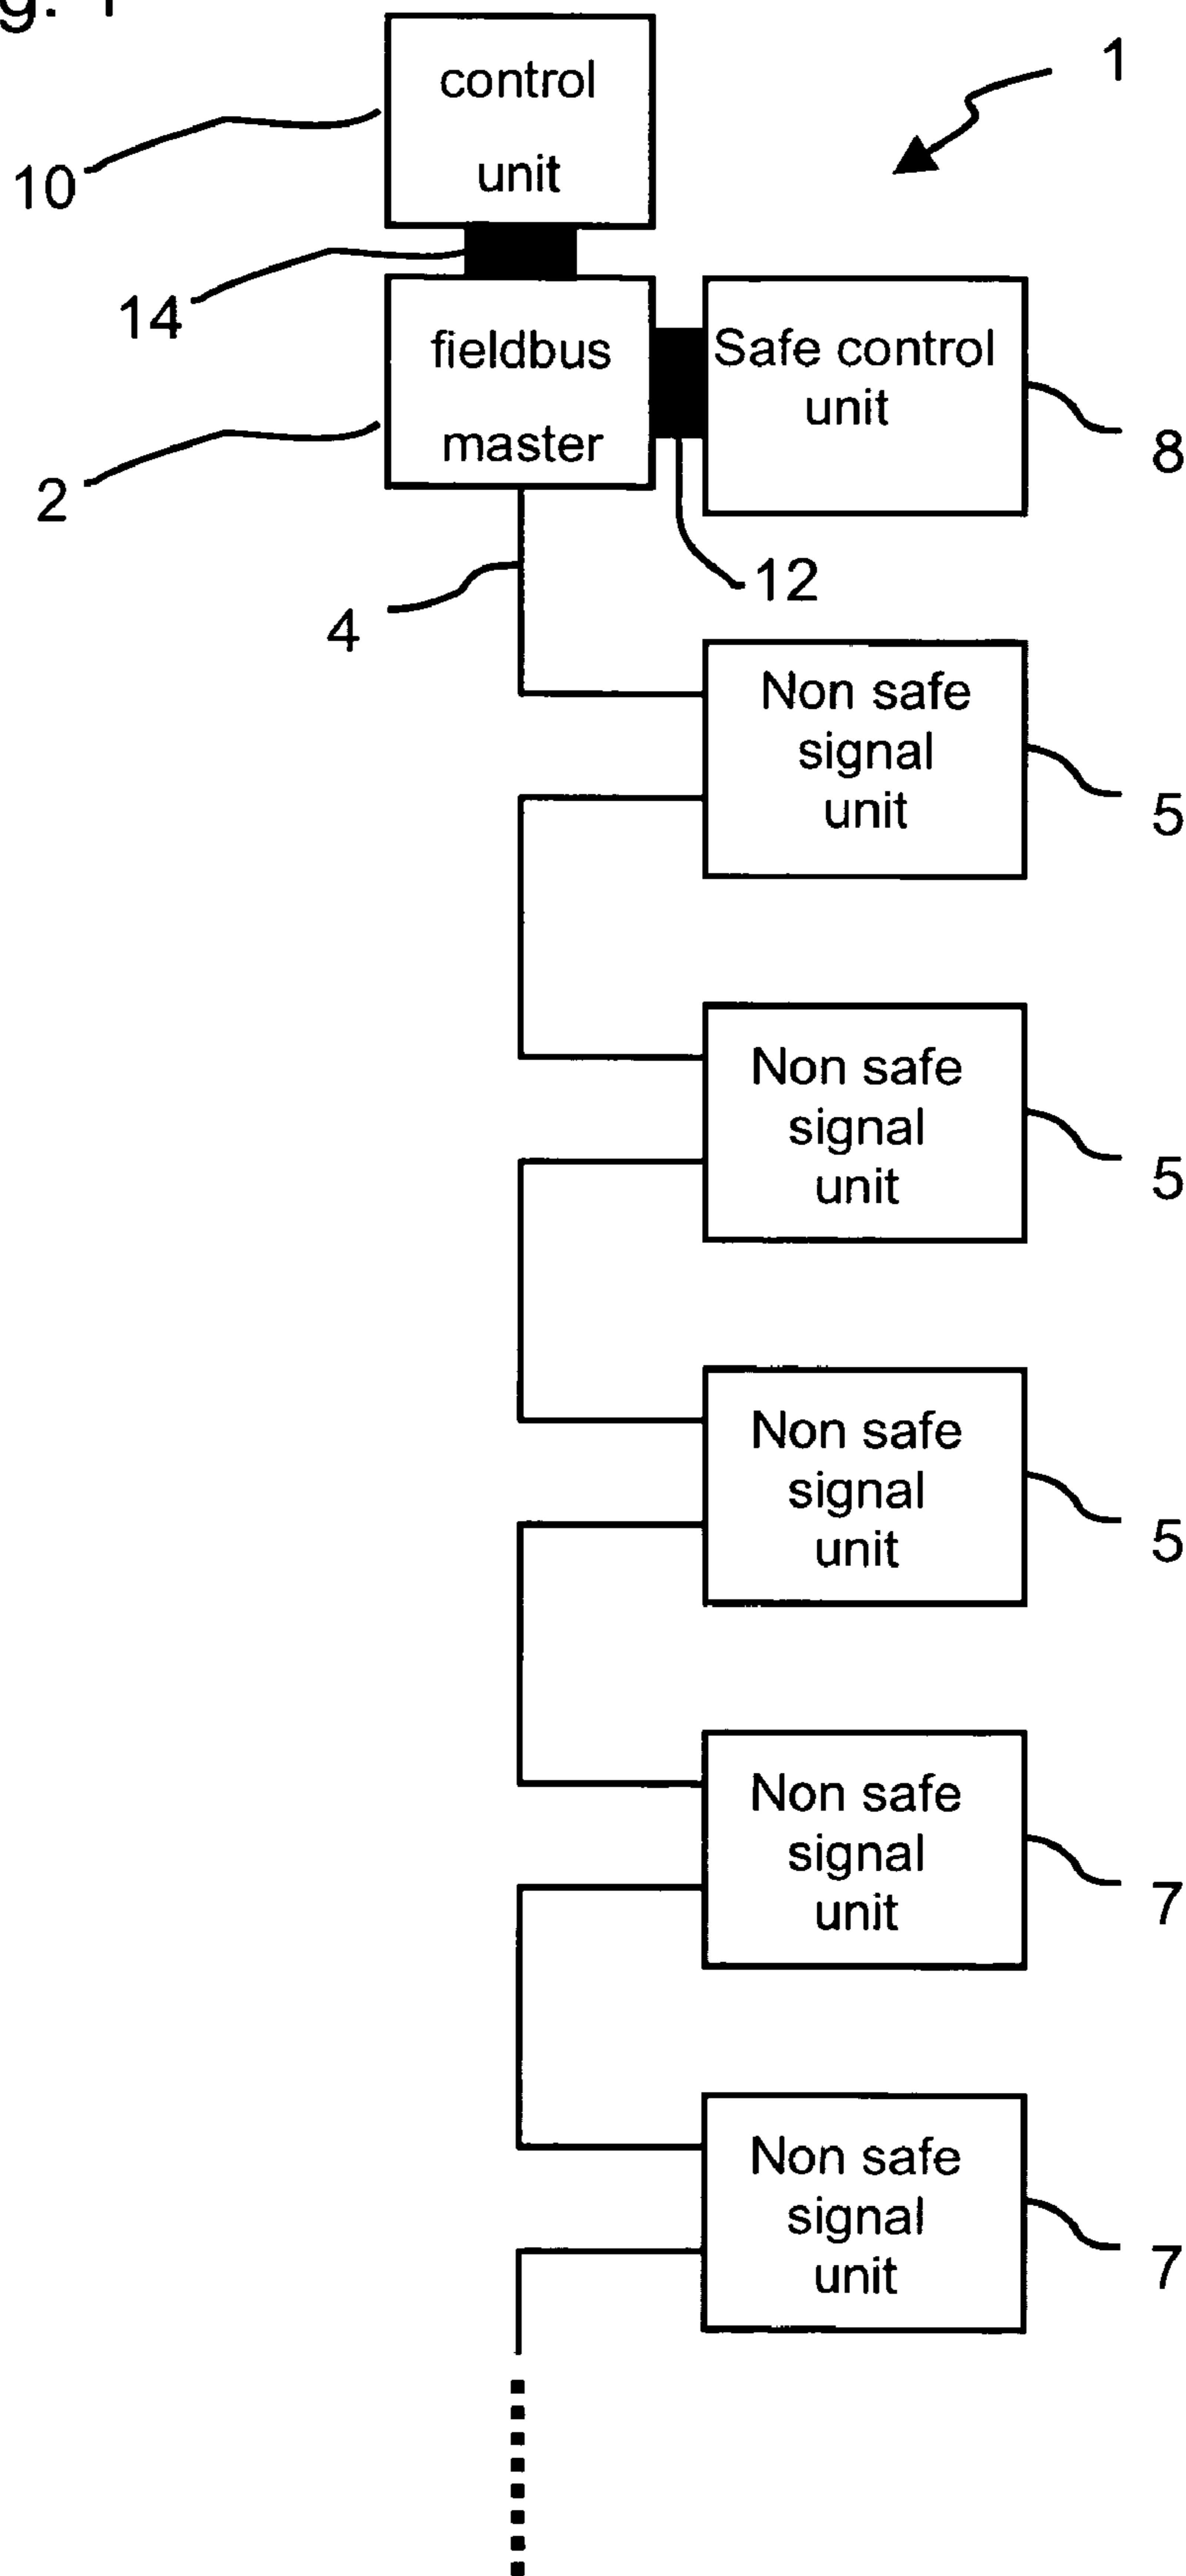 g. 1
control
unit
1
10
14
fieldbus
master
Safe control
unit
8
2
12
4
Non safe
signal
unit
5
Non safe
signal
unit
5
Non safe
signal
unit
5
Non safe
signal
unit
7
Non safe
signal
unit
7